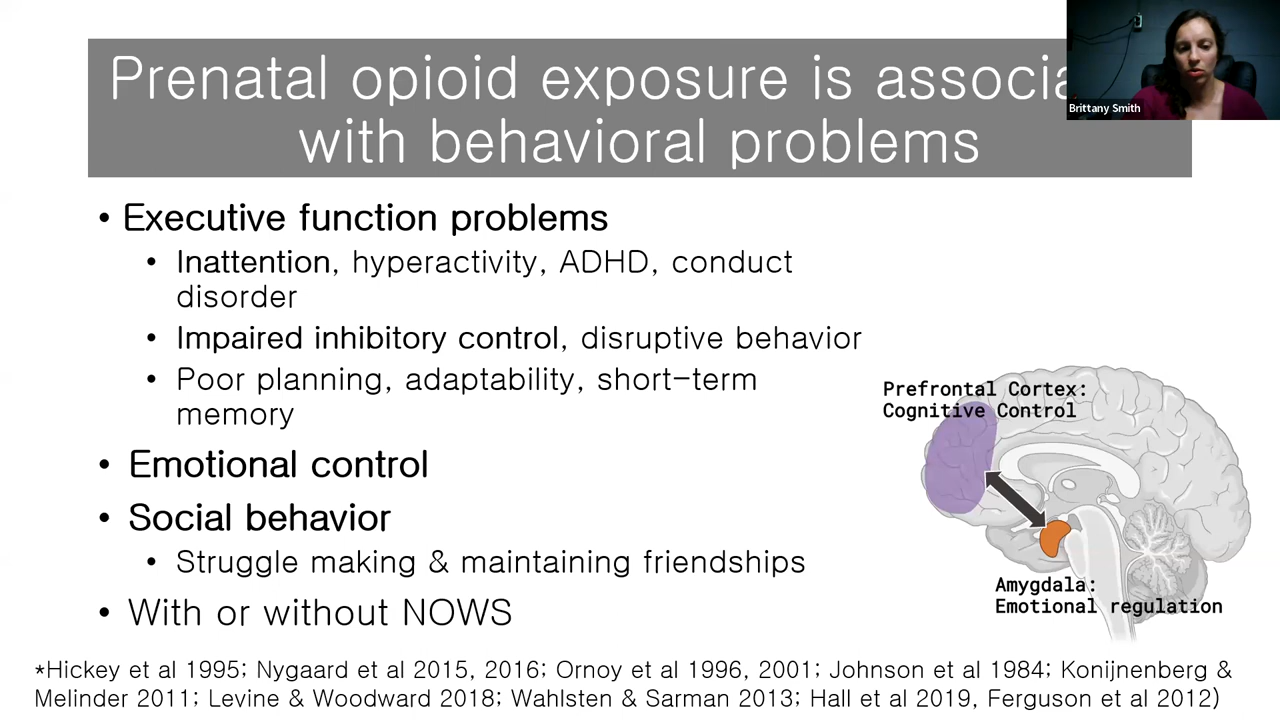 Prenatal opioid exposure is associa
with behavioral problems
Brittany Smith
• Executive function problems
• Inattention, hyperactivity, ADHD, conduct
disorder
• Impaired inhibitory control, disruptive behavior
• Poor planning, adaptability, short-term
memory
• Emotional control
• Social behavior
• Struggle making & maintaining friendships
• With or without NOWS
Prefrontal Cortex:
Cognitive Control
Amygdala:
Emotional regulation
*Hickey et al 1995; Nygaard et al 2015, 2016; Ornoy et al 1996, 2001; Johnson et al 1984; Konijnenberg &
Melinder 2011; Levine & Woodward 2018; Wahlsten & Sarman 2013; Hall et al 2019, Ferguson et al 2012)